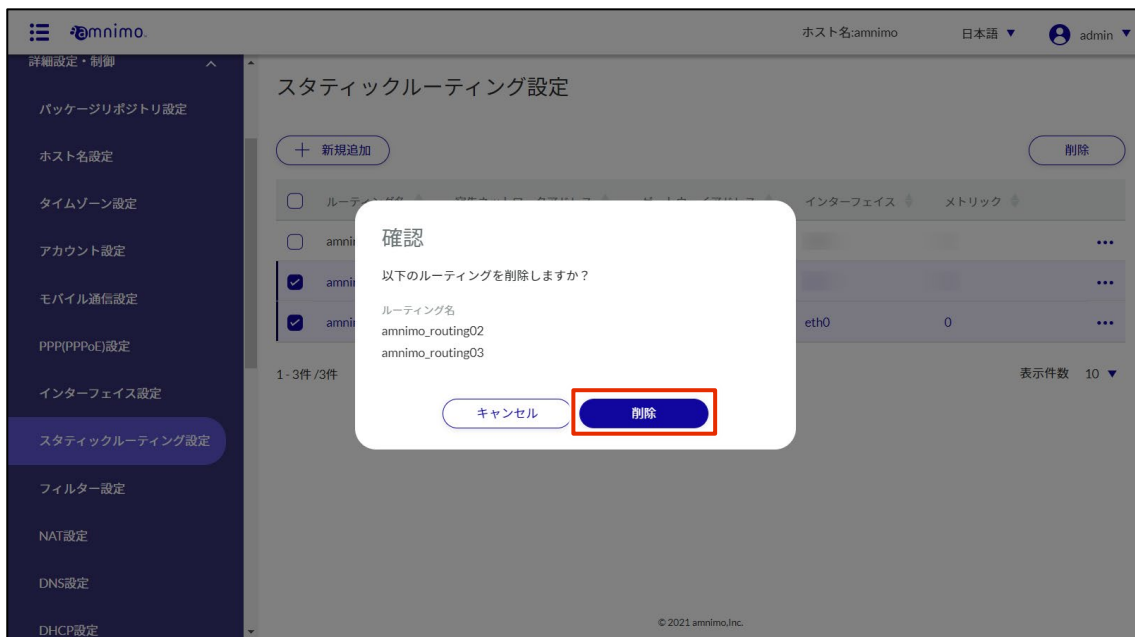 amnimo.
ホスト名:amnimo
日本語 ▼
admin ▼
詳細設定・制御
パッケージリポジトリ設定
ホスト名設定
タイムゾーン設定
アカウント設定
モバイル通信設定
PPP(PPPoE)設定
インターフェイス設定
スタティックルーティング設定
フィルター設定
NAT設定
DNS設定
DHCP設定
スタティックルーティング設定
+ 新規追加
削除
インターフェイス
メトリック
eth0 0
1 - 3件 /3件
表示件数 10 ▼
確認
以下のルーティングを削除しますか？
ルーティング名
amnimo_routing02
amnimo_routing03
キャンセル
削除
© 2021 amnimo,Inc.